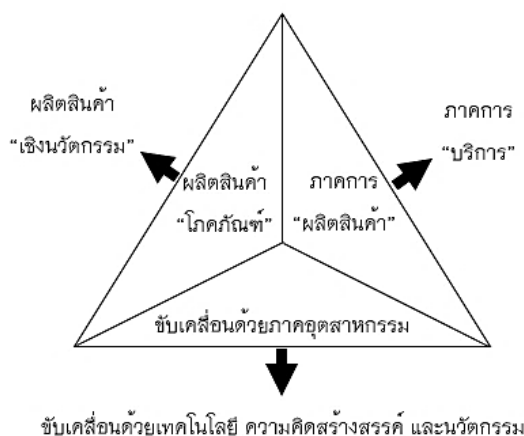 ผลิตสินค้า
“เชิงนวัตกรรม”
ภาคการ
“บริการ”
ผลิตสินค้า
“โภคภัณฑ์”
ภาคการ
“ผลิตสินค้า”
ขับเคลื่อนด้วยภาคอุตสาหกรรม
ขับเคลื่อนด้วยเทคโนโลยี ความคิดสร้างสรรค์ และนวัตกรรม